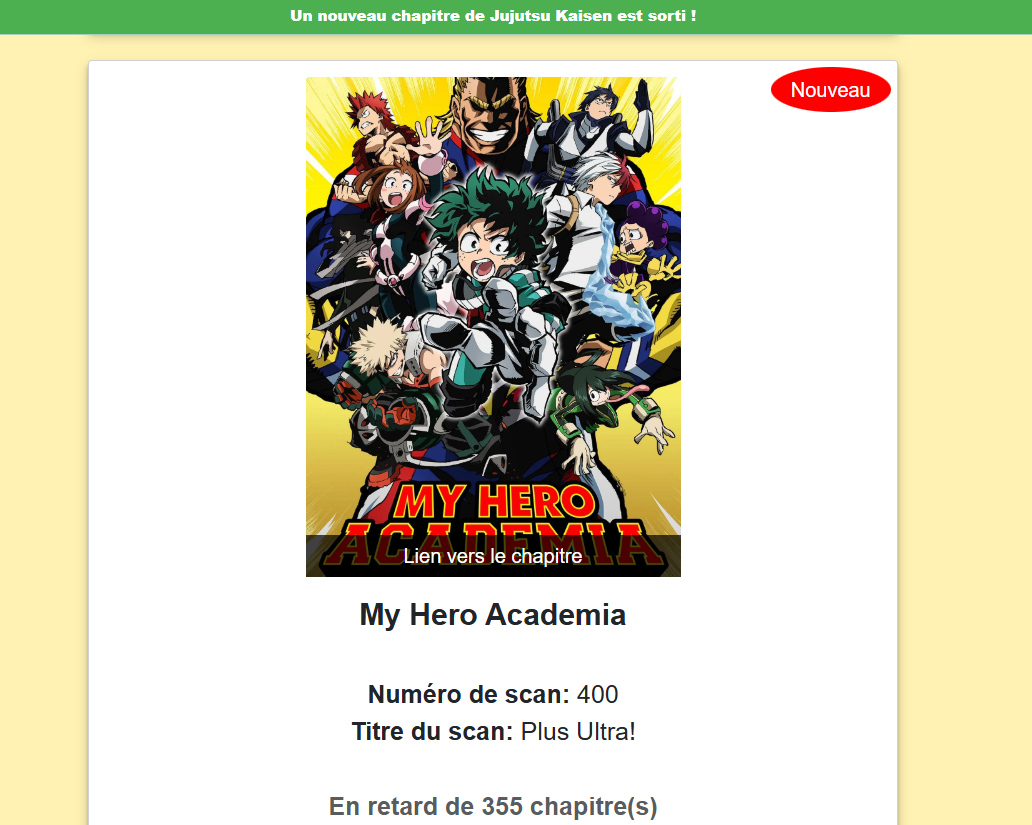 Un nouveau chapitre de Jujutsu Kaisen est sorti !
Nouveau
MY HERO
ACADEMIA
Lien vers le chapitre
My Hero Academia
Numéro de scan: 400
Titre du scan: Plus Ultra!
En retard de 355 chapitre(s)